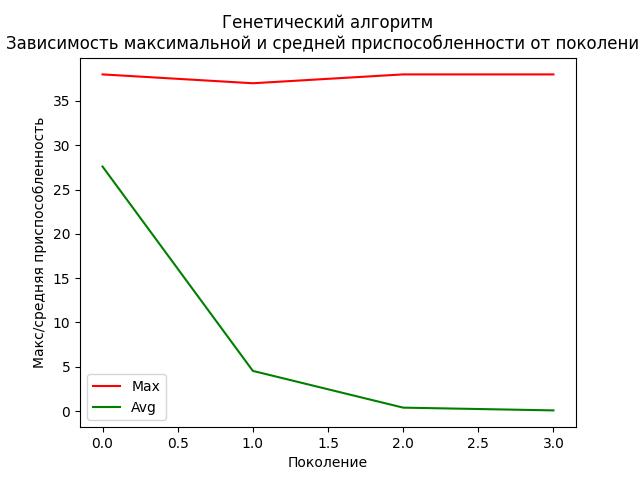 Генетический алгоритм
Зависимость максимальной и средней приспособленности от поколени
Макс/средняя приспособленность
35
30
25
20
15
10
5
0
Max
Avg
0.0 0.5 1.0 1.5 2.0 2.5 3.0
Поколение